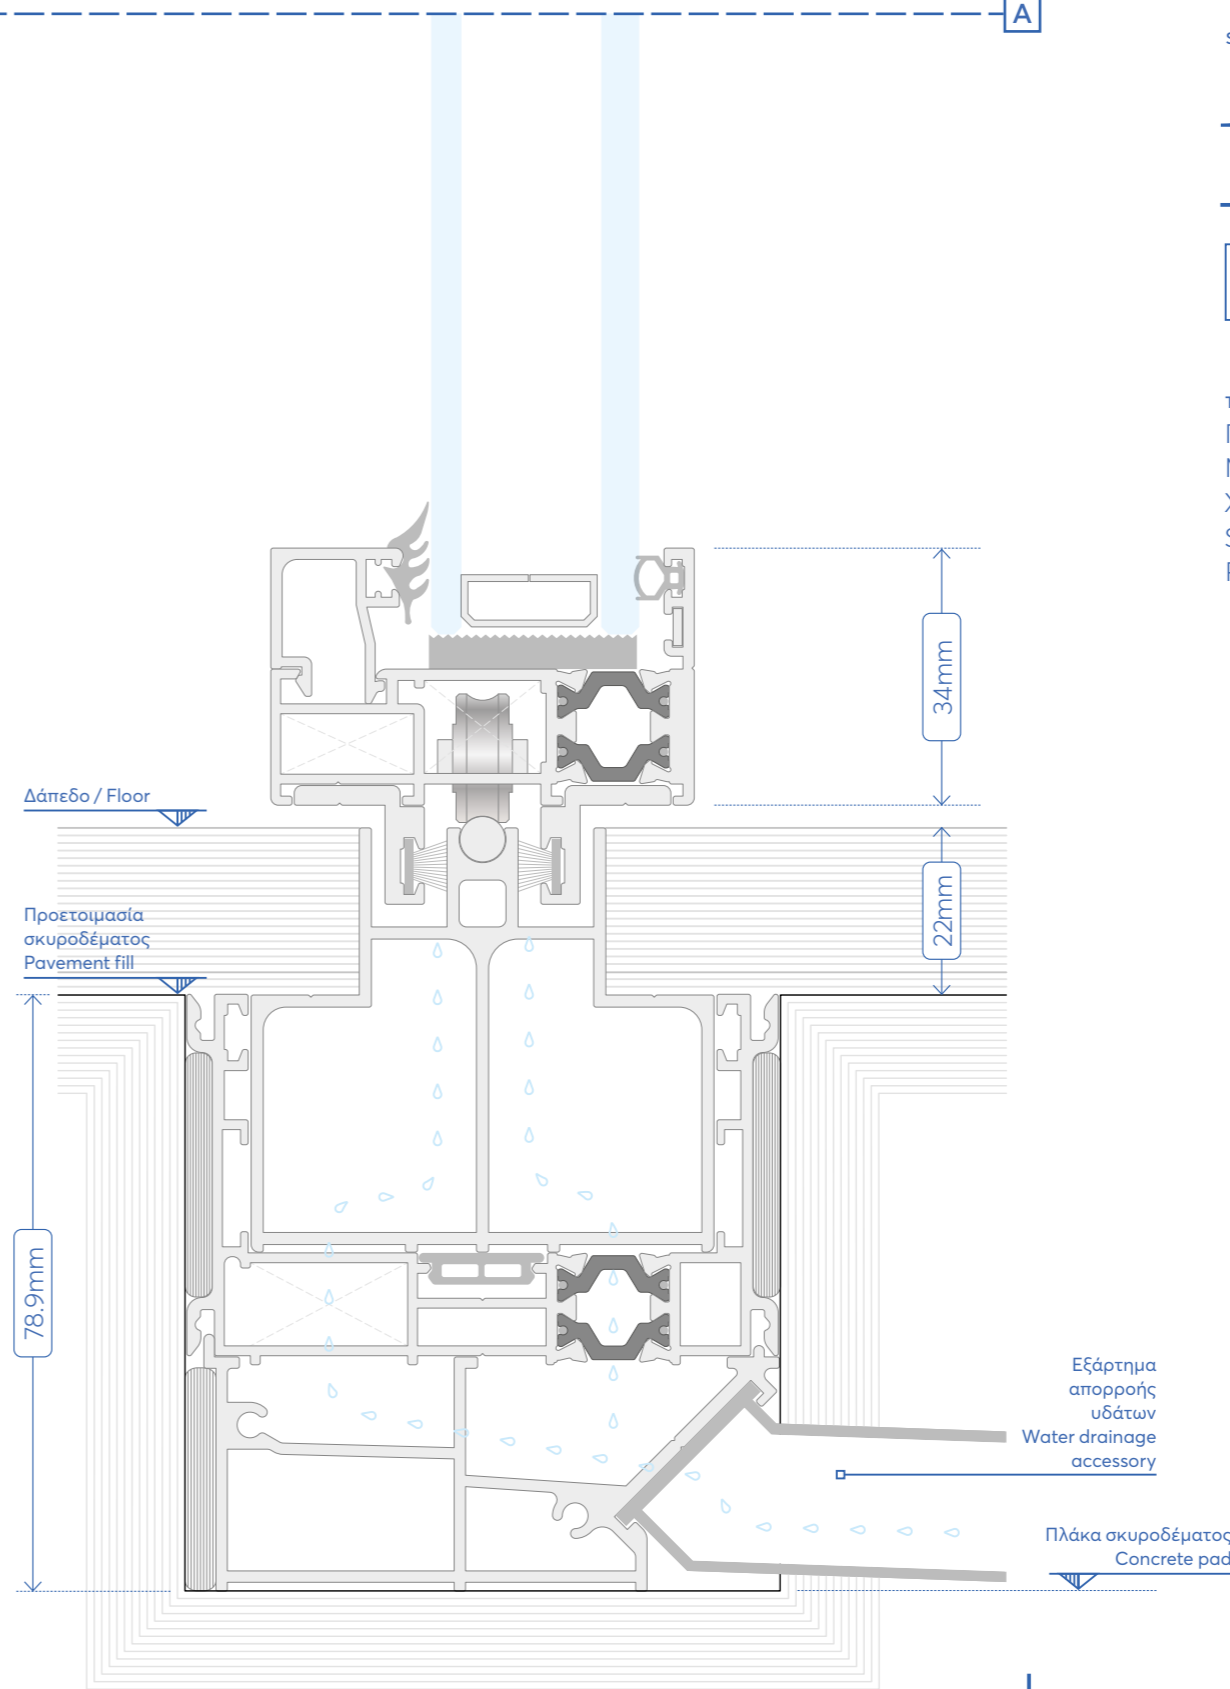 A
34mm
Δάπεδο / Floor
22mm
Προετοιμασία
σκυροδέματος
Pavement fill
78.9mm
Εξάρτημα
απορροής
υδάτων
Water drainage
accessory
Πλάκα σκυροδέματος
Concrete pad